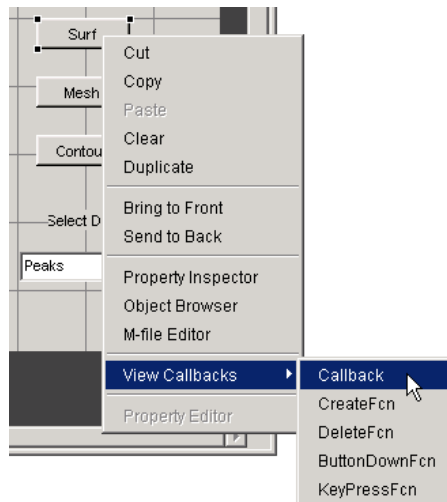 Surf
Cut
Copy
Mesh
Paste
Clear
Contou
Duplicate
Bring to Front
Select D
Send to Back
Peaks
Property Inspector
Object Browser
M-file Editor
View Callbacks
Callback
CreateFcn
Property Editor
DeleteFcn
ButtonDownFcn
KeyPressFcn